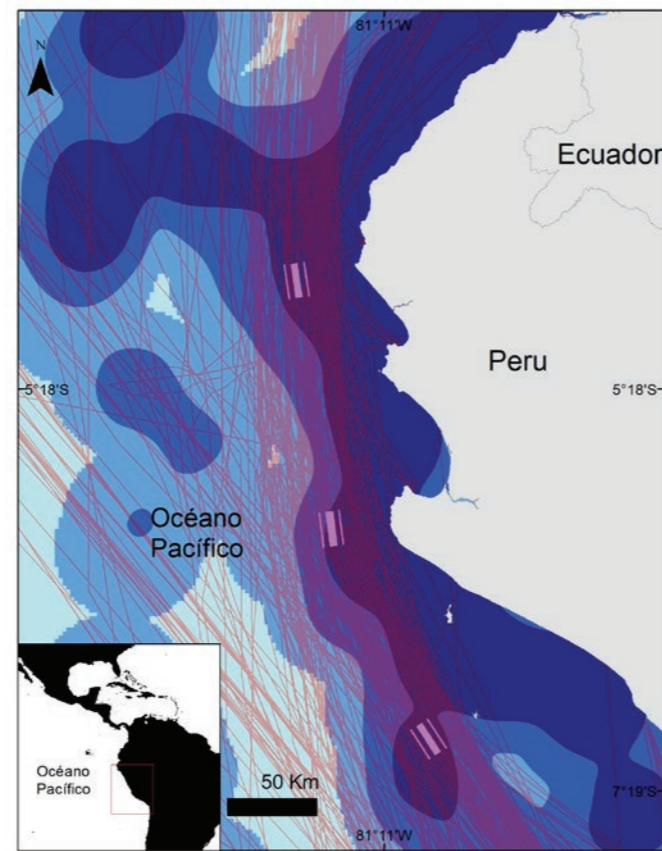 81°11'W
N
Ecuador
Peru
5°18'S
5°18'S
Océano
Pacífico
Océano
Pacífico
50 Km
7°19'S
81°11'W